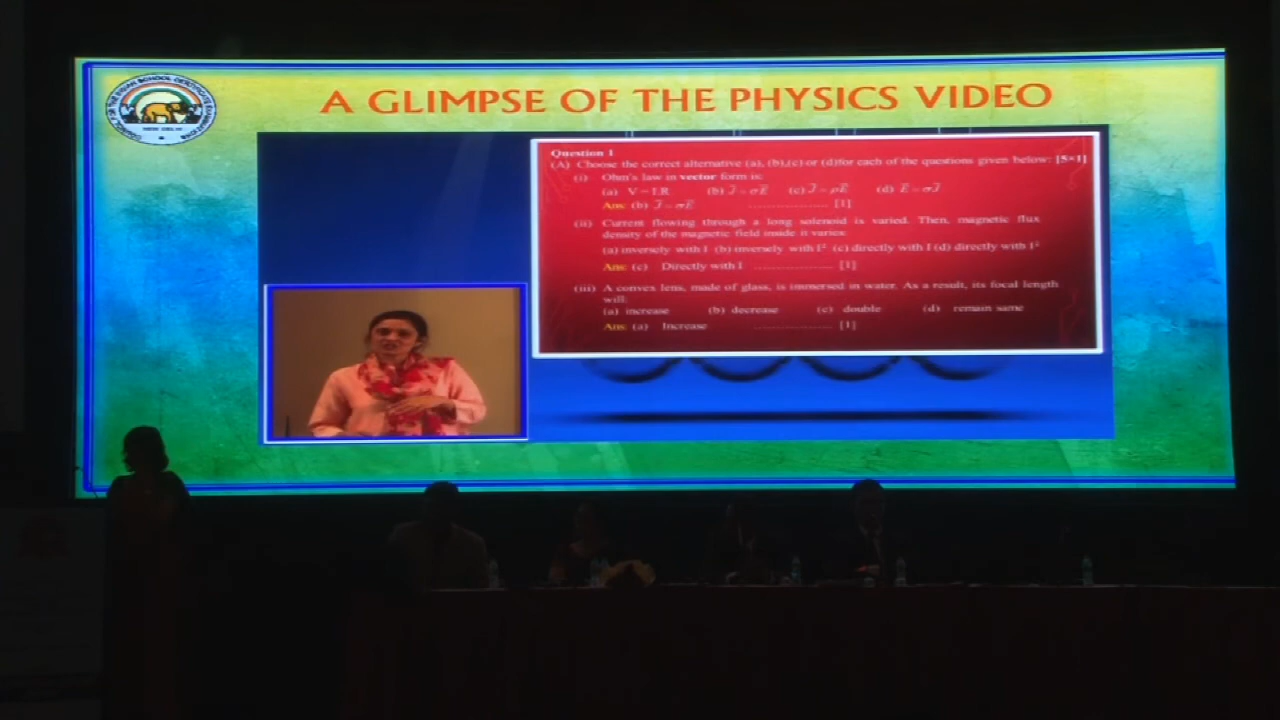 A GLIMPSE OF THE PHYSICS VIDEO
NEW DELHI
Question 1
(A) Choose the correct alternative (a), (b),(c) or (d)for each of the questions given below: [5×1]
(i) Ohm's law in vector form is:
(a) V = I R (b) J⃗ = σE⃗ (c) J⃗ = ρE⃗ (d) E⃗ = σJ⃗
Ans: (b) J⃗ = σE⃗ .................... [1]
(ii) Current flowing through a long solenoid is varied. Then, magnetic flux
density of the magnetic field inside it varies:
(a) inversely with I (b) inversely with I² (c) directly with I (d) directly with I²
Ans: (c) Directly with I .................... [1]
(iii) A convex lens, made of glass, is immersed in water. As a result, its focal length
will:
(a) increase (b) decrease (c) double (d) remain same
Ans: (a) Increase .................... [1]